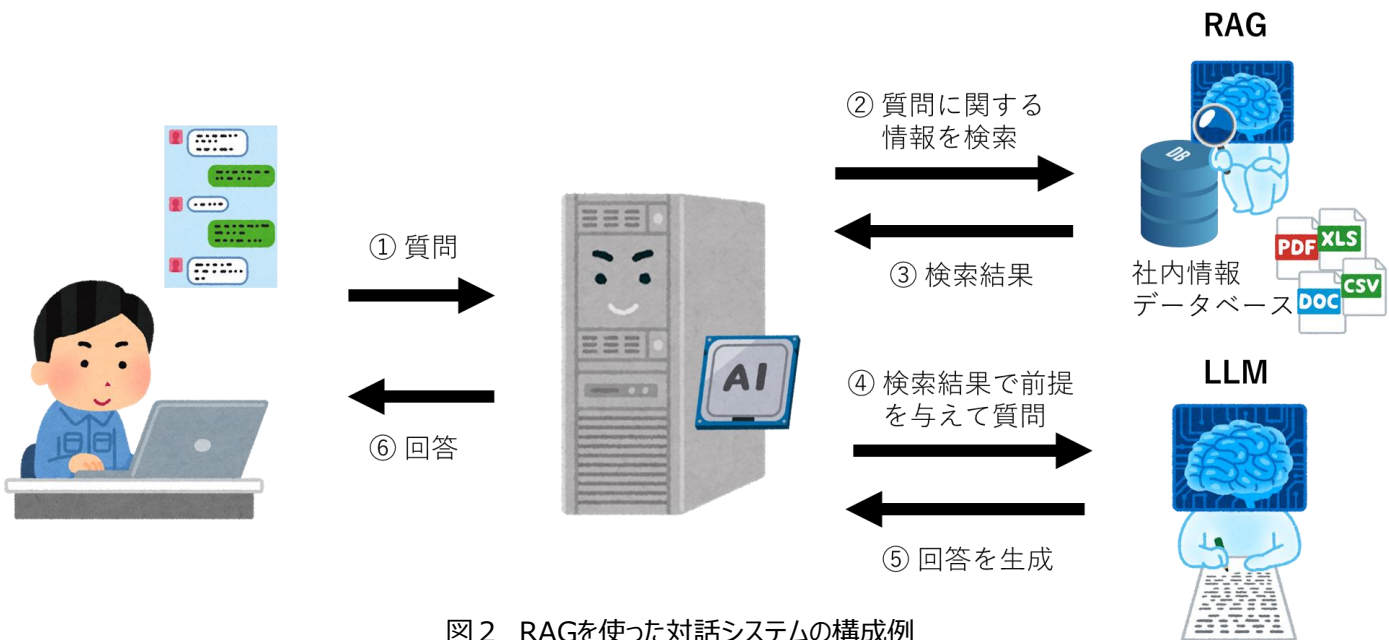 RAG
② 質問に関する
情報を検索
DB
① 質問
③ 検索結果
PDF
XLS
社内情報
データベース
DOC
CSV
LLM
AI
④ 検索結果で前提
を与えて質問
⑥ 回答
⑤ 回答を生成
図2 RAGを使った対話システムの構成例